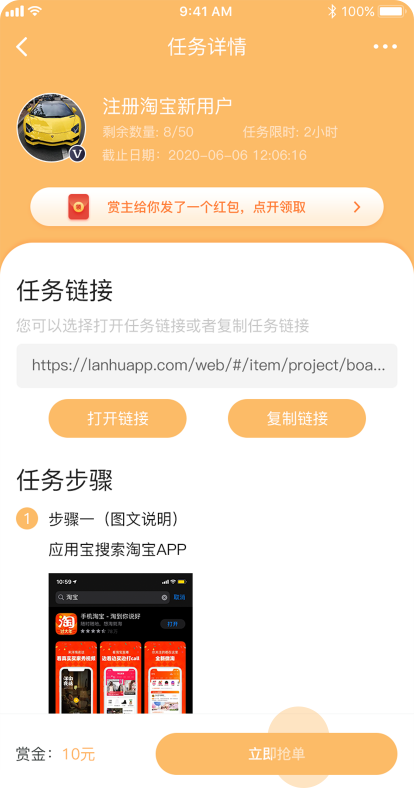 9:41 AM
100%
任务详情
注册淘宝新用户
剩余数量: 8/50
任务限时: 2小时
截止日期: 2020-06-06 12:06:16
V
赏主给你发了一个红包，点开领取
任务链接
您可以选择打开任务链接或者复制任务链接
https://lanhuapp.com/web/#/item/project/boa...
打开链接
复制链接
任务步骤
1
步骤一（图文说明）
应用宝搜索淘宝APP
10:59
淘宝
取消
手机淘宝 - 淘到你说好
打开
淘
赏金：10元
立即抢单